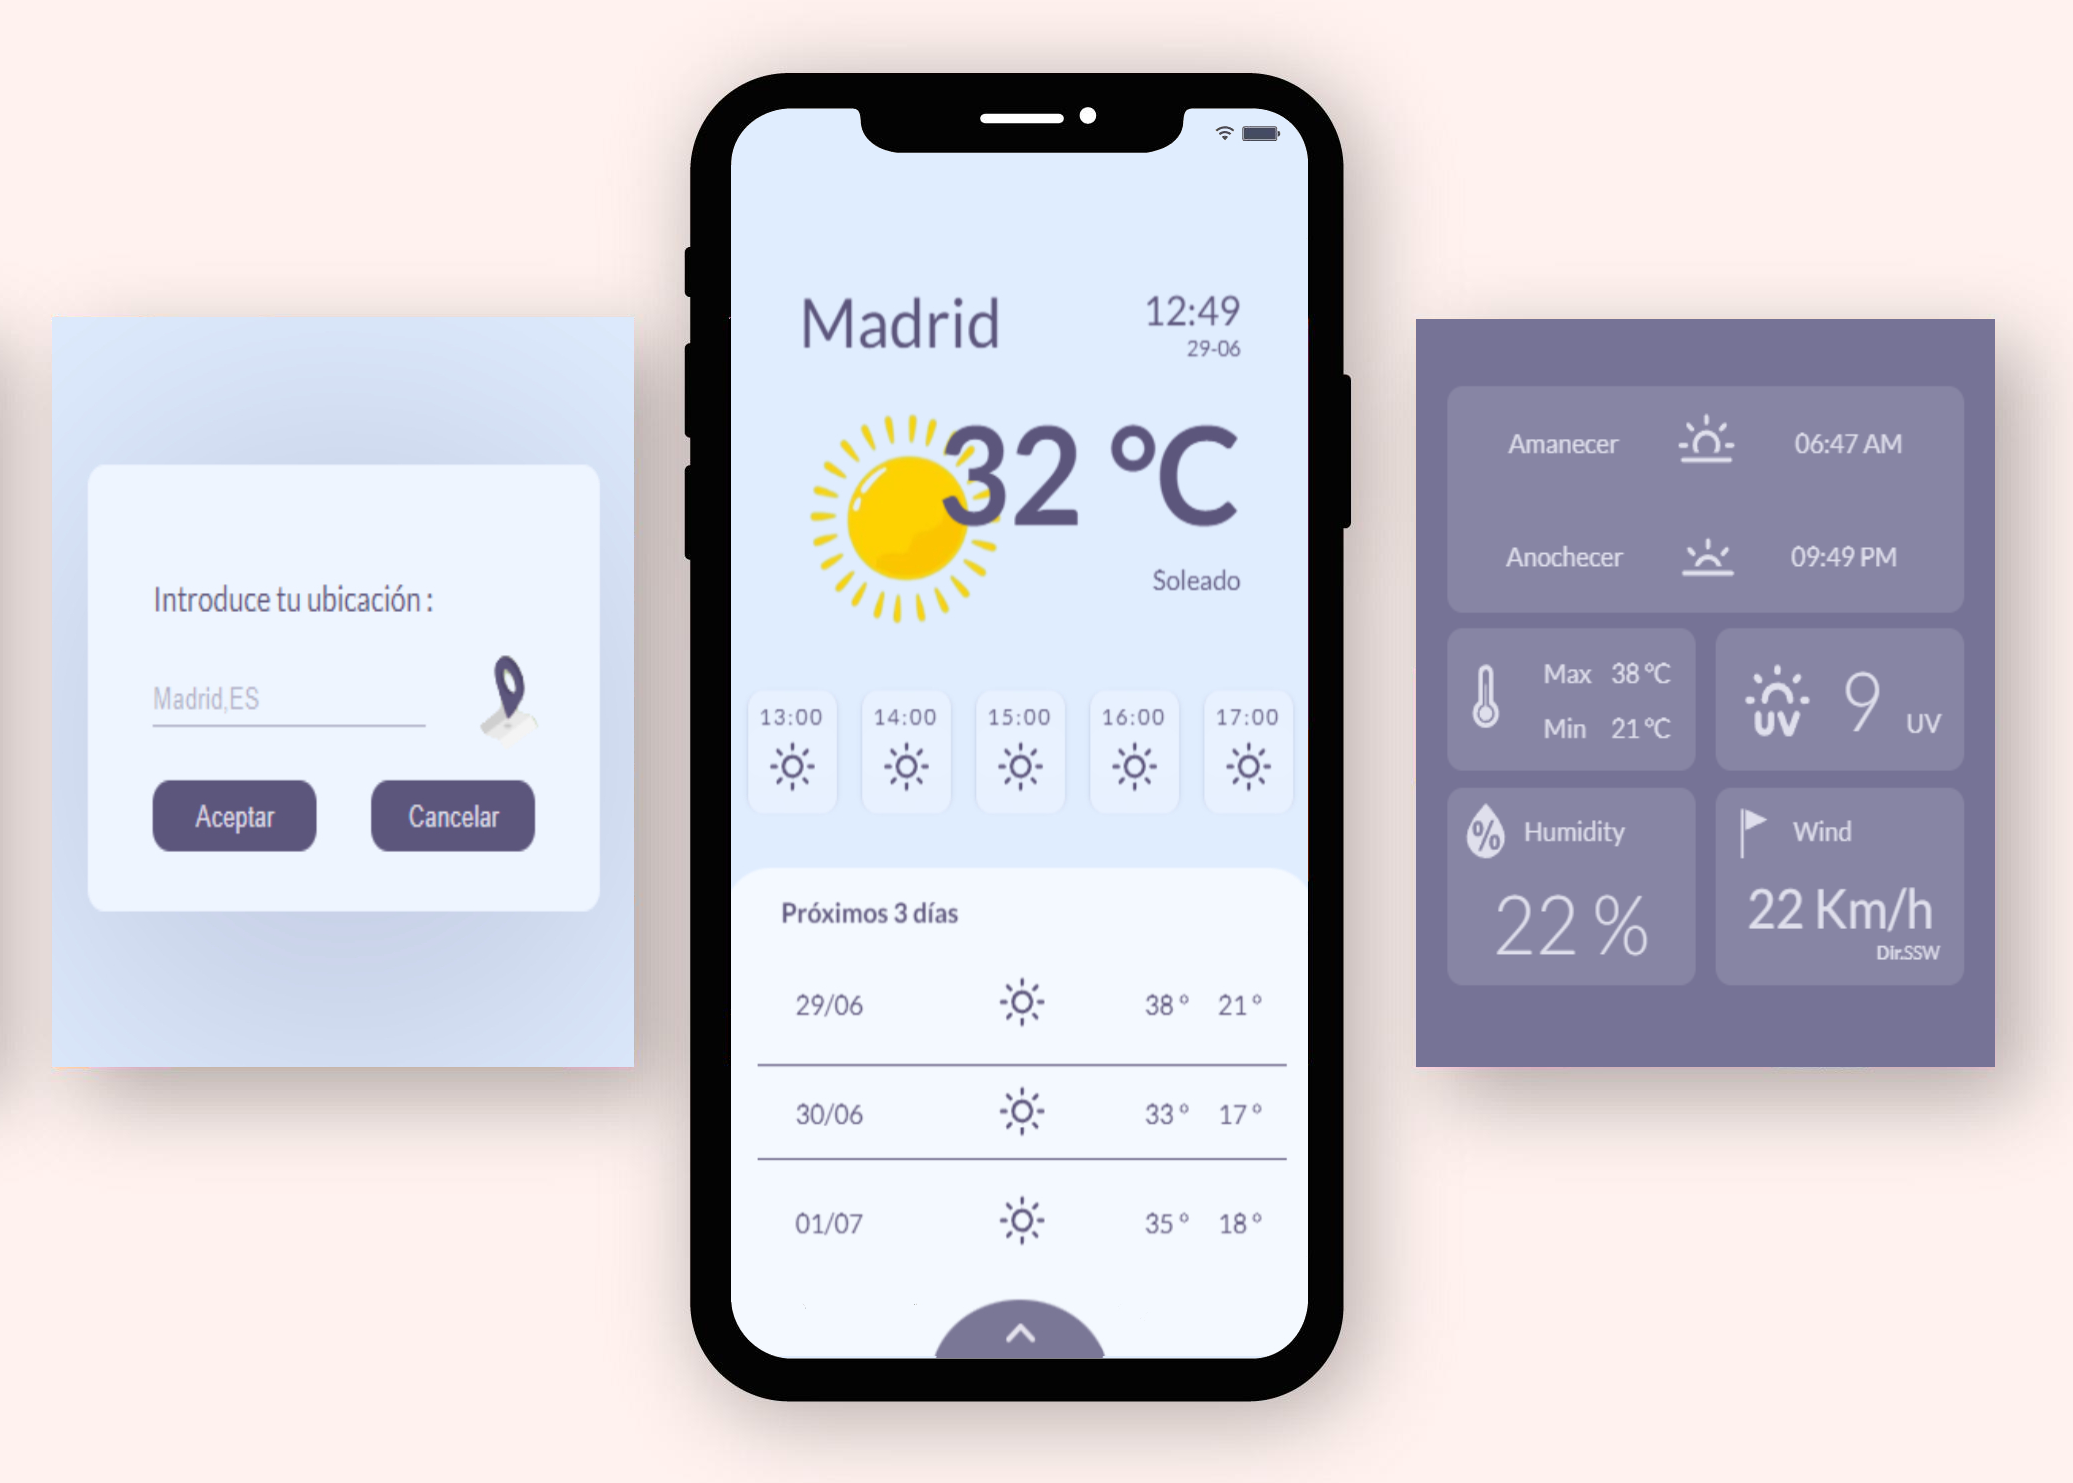 Introduce tu ubicación :
Madrid,ES
Aceptar
Cancelar
Madrid
12:49
29-06
32 °C
Soleado
13:00
14:00
15:00
16:00
17:00
Próximos 3 días
29/06
38 °
21 °
30/06
33 °
17 °
01/07
35 °
18 °
Amanecer
06:47 AM
Anochecer
09:49 PM
Max 38 °C
Min 21 °C
UV
9 UV
% Humidity
22 %
Wind
22 Km/h
Dir.SSW